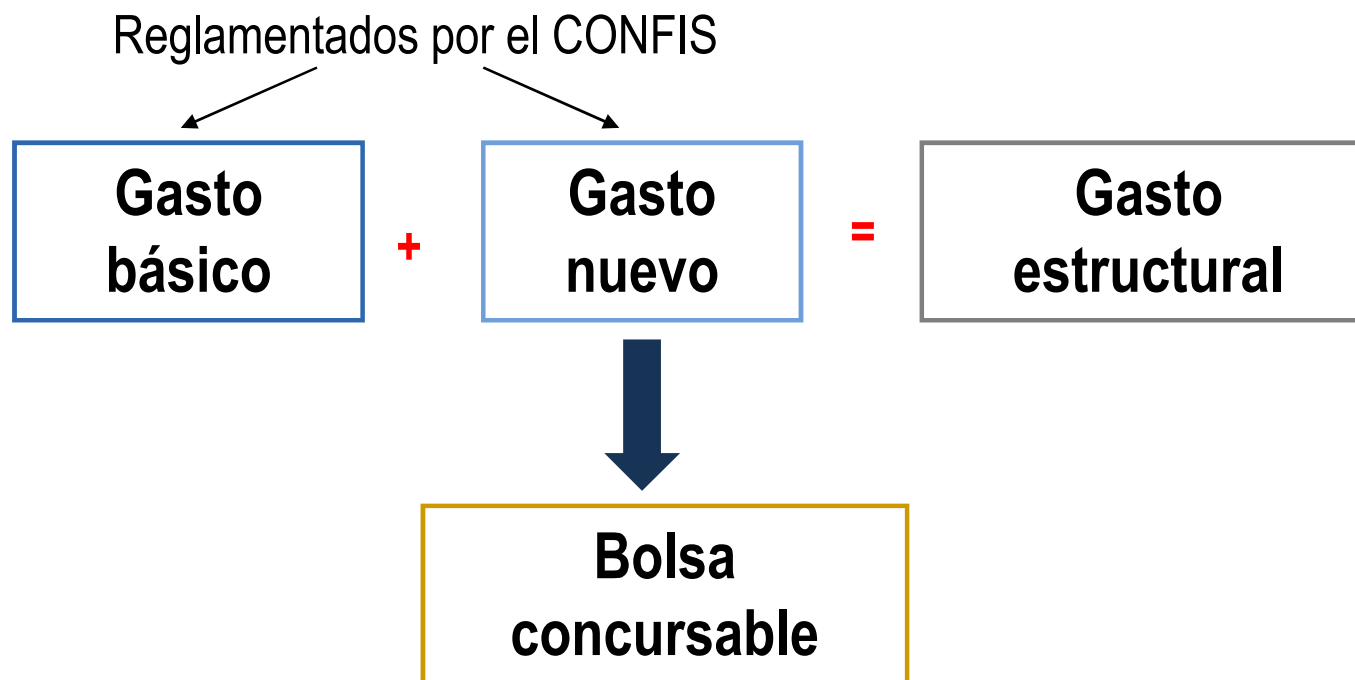 Reglamentados por el CONFIS
Gasto
básico
+
Gasto
nuevo
=
Gasto
estructural
Bolsa
concursable